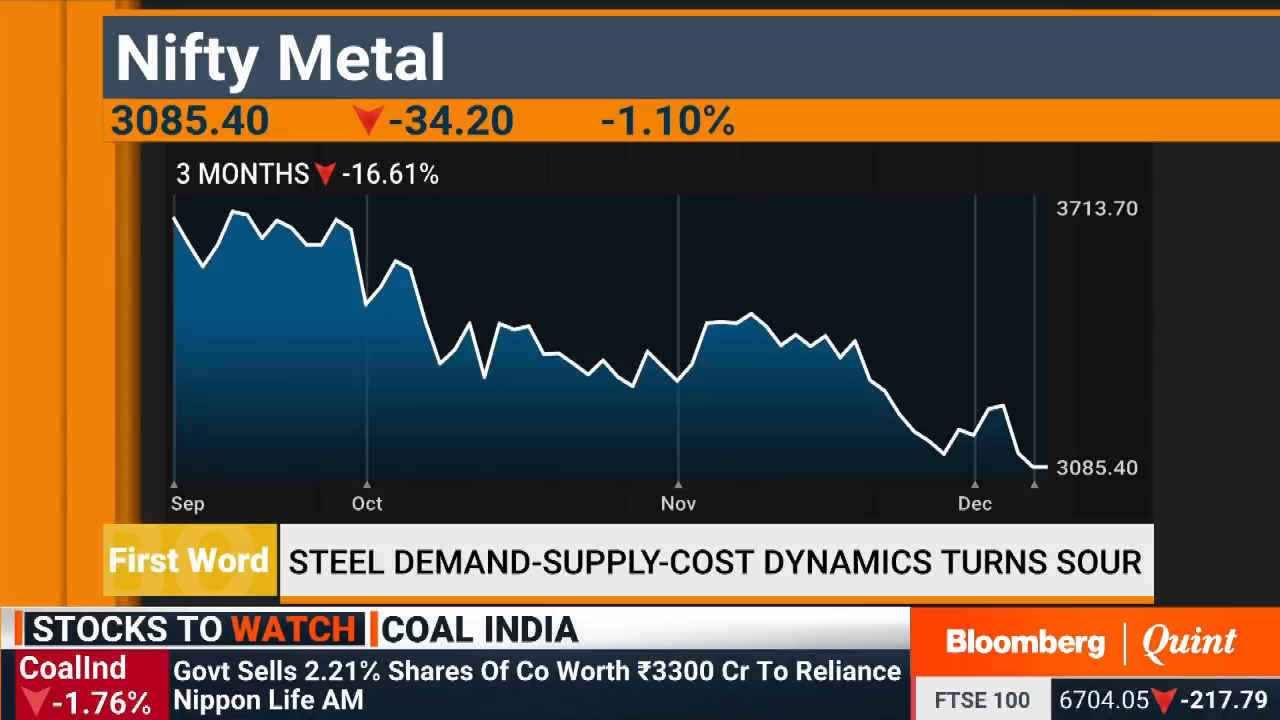 Nifty Metal
3085.40 -34.20 -1.10%
3 MONTHS -16.61%
3713.70
3085.40
Sep Oct Nov Dec
First Word STEEL DEMAND-SUPPLY-COST DYNAMICS TURNS SOUR
STOCKS TO WATCH COAL INDIA
CoalInd
-1.76%
Govt Sells 2.21% Shares Of Co Worth ₹3300 Cr To Reliance
Nippon Life AM
Bloomberg | Quint
FTSE 100 6704.05 -217.79